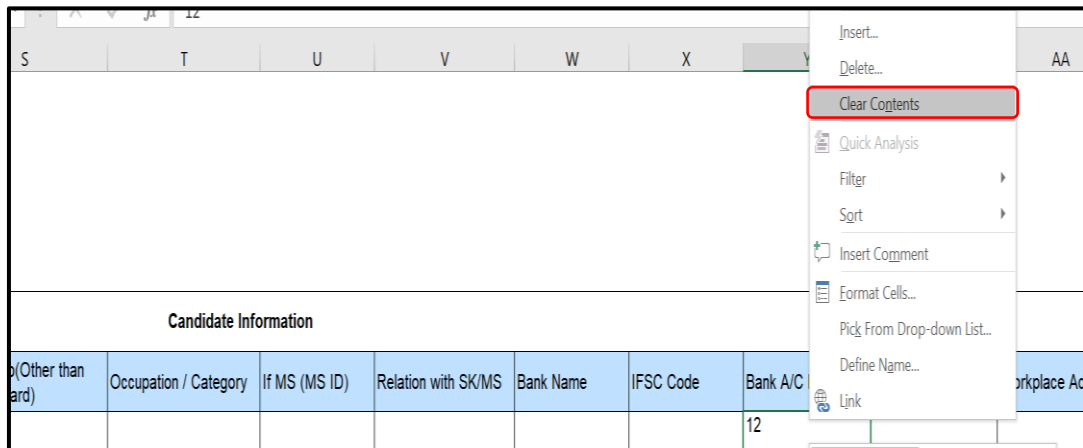 12
S T U V W X Y AA
Insert...
Delete...
Clear Contents
Quick Analysis
Filter
Sort
Insert Comment
Format Cells...
Pick From Drop-down List...
Define Name...
Link
Candidate Information
(Other than
Occupation / Category If MS (MS ID) Relation with SK/MS Bank Name IFSC Code Bank A/C
12